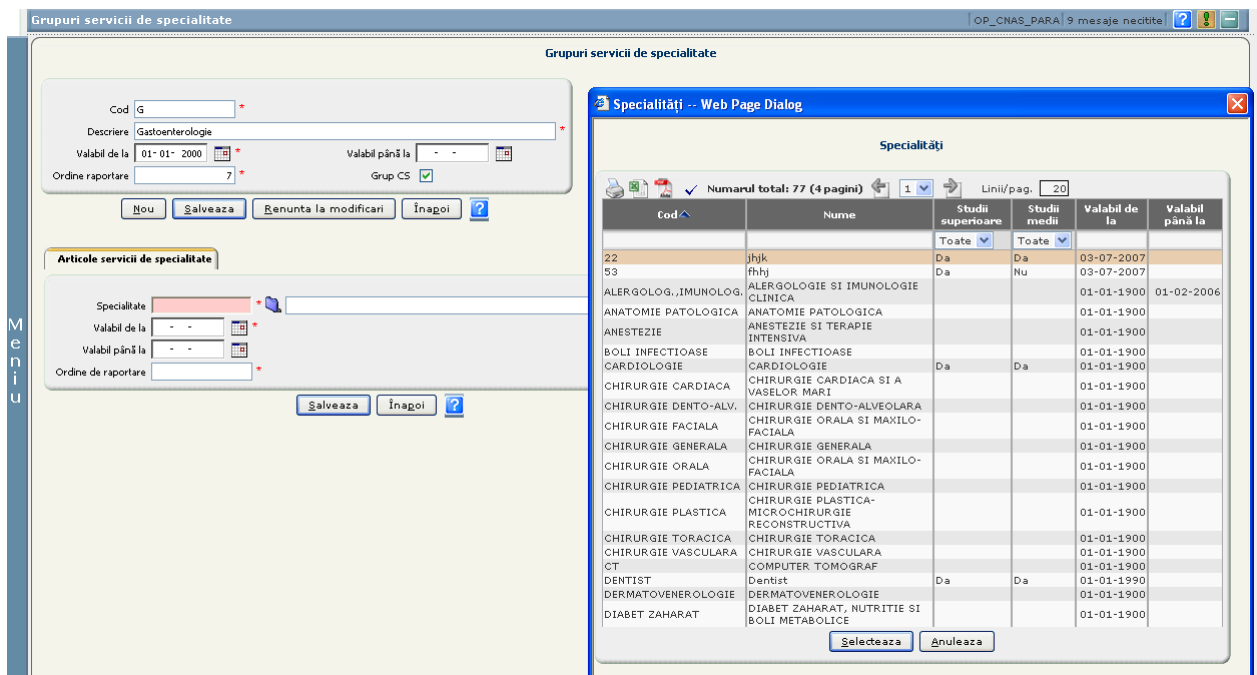 Grupuri servicii de specialitate
OP_CNAS_PARA 9 mesaje necitite ? !
Grupuri servicii de specialitate
Cod G *
Descriere Gastoenterologie *
Valabil de la 01-01-2000 * Valabil până la - -
Ordine raportare 7 * Grup CS
Nou Salveaza Renunta la modificari Înapoi ?
Articole servicii de specialitate
Specialitate *
Valabil de la - - *
Valabil până la - -
Ordine de raportare *
Salveaza Înapoi ?
Meniu
Specialități -- Web Page Dialog
Specialități
Numarul total: 77 (4 pagini) 1 Linii/pag. 20
Cod Nume Studii superioare Studii medii Valabil de la Valabil până la
Toate Toate
22 jhjk Da Da 03-07-2007
53 fhhj Da Nu 03-07-2007
ALERGOLOG.,IMUNOLOG. ALERGOLOGIE SI IMUNOLOGIE CLINICA 01-01-1900 01-02-2006
ANATOMIE PATOLOGICA ANATOMIE PATOLOGICA 01-01-1900
ANESTEZIE ANESTEZIE SI TERAPIE INTENSIVA 01-01-1900
BOLI INFECTIOASE BOLI INFECTIOASE 01-01-1900
CARDIOLOGIE CARDIOLOGIE Da Da 01-01-1900
CHIRURGIE CARDIACA CHIRURGIE CARDIACA SI A VASELOR MARI 01-01-1900
CHIRURGIE DENTO-ALV. CHIRURGIE DENTO-ALVEOLARA 01-01-1900
CHIRURGIE FACIALA CHIRURGIE ORALA SI MAXILO-FACIALA 01-01-1900
CHIRURGIE GENERALA CHIRURGIE GENERALA 01-01-1900
CHIRURGIE ORALA CHIRURGIE ORALA SI MAXILO-FACIALA 01-01-1900
CHIRURGIE PEDIATRICA CHIRURGIE PEDIATRICA 01-01-1900
CHIRURGIE PLASTICA CHIRURGIE PLASTICA-MICROCHIRURGIE RECONSTRUCTIVA 01-01-1900
CHIRURGIE TORACICA CHIRURGIE TORACICA 01-01-1900
CHIRURGIE VASCULARA CHIRURGIE VASCULARA 01-01-1900
CT COMPUTER TOMOGRAF 01-01-1900
DENTIST Dentist Da Da 01-01-1990
DERMATOVENEROLOGIE DERMATOVENEROLOGIE 01-01-1900
DIABET ZAHARAT DIABET ZAHARAT, NUTRITIE SI BOLI METABOLICE 01-01-1900
Selecteaza Anuleaza